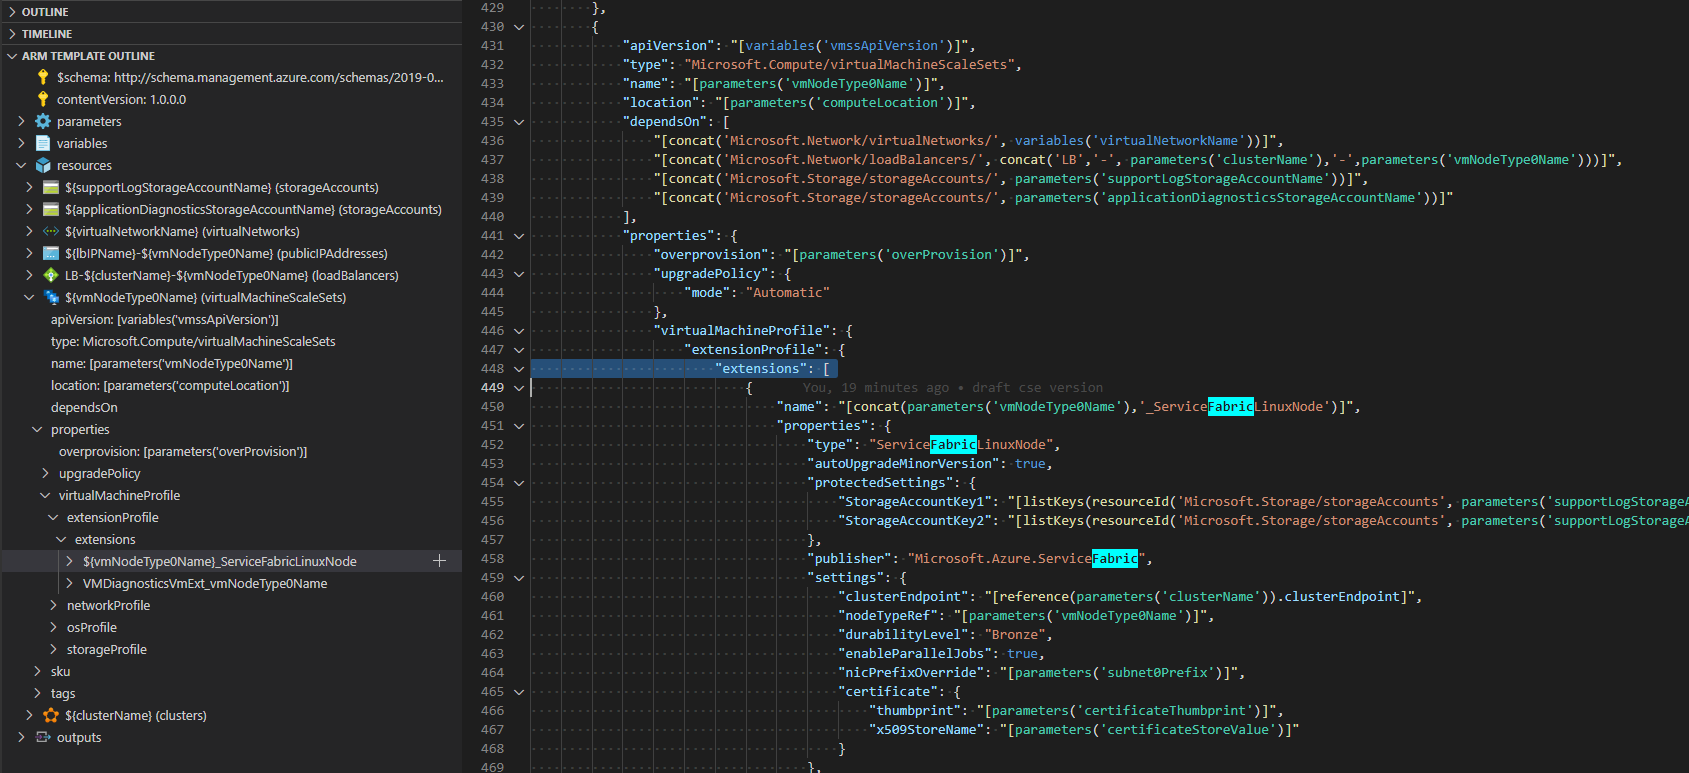 OUTLINE
TIMELINE
ARM TEMPLATE OUTLINE
$schema: http://schema.management.azure.com/schemas/2019-0...
contentVersion: 1.0.0.0
parameters
variables
resources
${supportLogStorageAccountName} (storageAccounts)
${applicationDiagnosticsStorageAccountName} (storageAccounts)
${virtualNetworkName} (virtualNetworks)
${lbIPName}-${vmNodeType0Name} (publicIPAddresses)
LB-${clusterName}-${vmNodeType0Name} (loadBalancers)
${vmNodeType0Name} (virtualMachineScaleSets)
apiVersion: [variables('vmssApiVersion')]
type: Microsoft.Compute/virtualMachineScaleSets
name: [parameters('vmNodeType0Name')]
location: [parameters('computeLocation')]
dependsOn
properties
overprovision: [parameters('overProvision')]
upgradePolicy
virtualMachineProfile
extensionProfile
extensions
${vmNodeType0Name}_ServiceFabricLinuxNode
VMDiagnosticsVmExt_vmNodeType0Name
networkProfile
osProfile
storageProfile
sku
tags
${clusterName} (clusters)
outputs
429 },
430 {
431 "apiVersion": "[variables('vmssApiVersion')]",
432 "type": "Microsoft.Compute/virtualMachineScaleSets",
433 "name": "[parameters('vmNodeType0Name')]",
434 "location": "[parameters('computeLocation')]",
435 "dependsOn": [
436 "[concat('Microsoft.Network/virtualNetworks/', variables('virtualNetworkName'))]",
437 "[concat('Microsoft.Network/loadBalancers/', concat('LB','-', parameters('clusterName'),'-',parameters('vmNodeType0Name')))]",
438 "[concat('Microsoft.Storage/storageAccounts/', parameters('supportLogStorageAccountName'))]",
439 "[concat('Microsoft.Storage/storageAccounts/', parameters('applicationDiagnosticsStorageAccountName'))]"
440 ],
441 "properties": {
442 "overprovision": "[parameters('overProvision')]",
443 "upgradePolicy": {
444 "mode": "Automatic"
445 },
446 "virtualMachineProfile": {
447 "extensionProfile": {
448 "extensions": [
449 { You, 19 minutes ago • draft cse version
450 "name": "[concat(parameters('vmNodeType0Name'),'_ServiceFabricLinuxNode')]",
451 "properties": {
452 "type": "ServiceFabricLinuxNode",
453 "autoUpgradeMinorVersion": true,
454 "protectedSettings": {
455 "StorageAccountKey1": "[listKeys(resourceId('Microsoft.Storage/storageAccounts', parameters('supportLogStorageA
456 "StorageAccountKey2": "[listKeys(resourceId('Microsoft.Storage/storageAccounts', parameters('supportLogStorageA
457 },
458 "publisher": "Microsoft.Azure.ServiceFabric",
459 "settings": {
460 "clusterEndpoint": "[reference(parameters('clusterName')).clusterEndpoint]",
461 "nodeTypeRef": "[parameters('vmNodeType0Name')]",
462 "durabilityLevel": "Bronze",
463 "enableParallelJobs": true,
464 "nicPrefixOverride": "[parameters('subnet0Prefix')]",
465 "certificate": {
466 "thumbprint": "[parameters('certificateThumbprint')]",
467 "x509StoreName": "[parameters('certificateStoreValue')]"
468 }
469 },